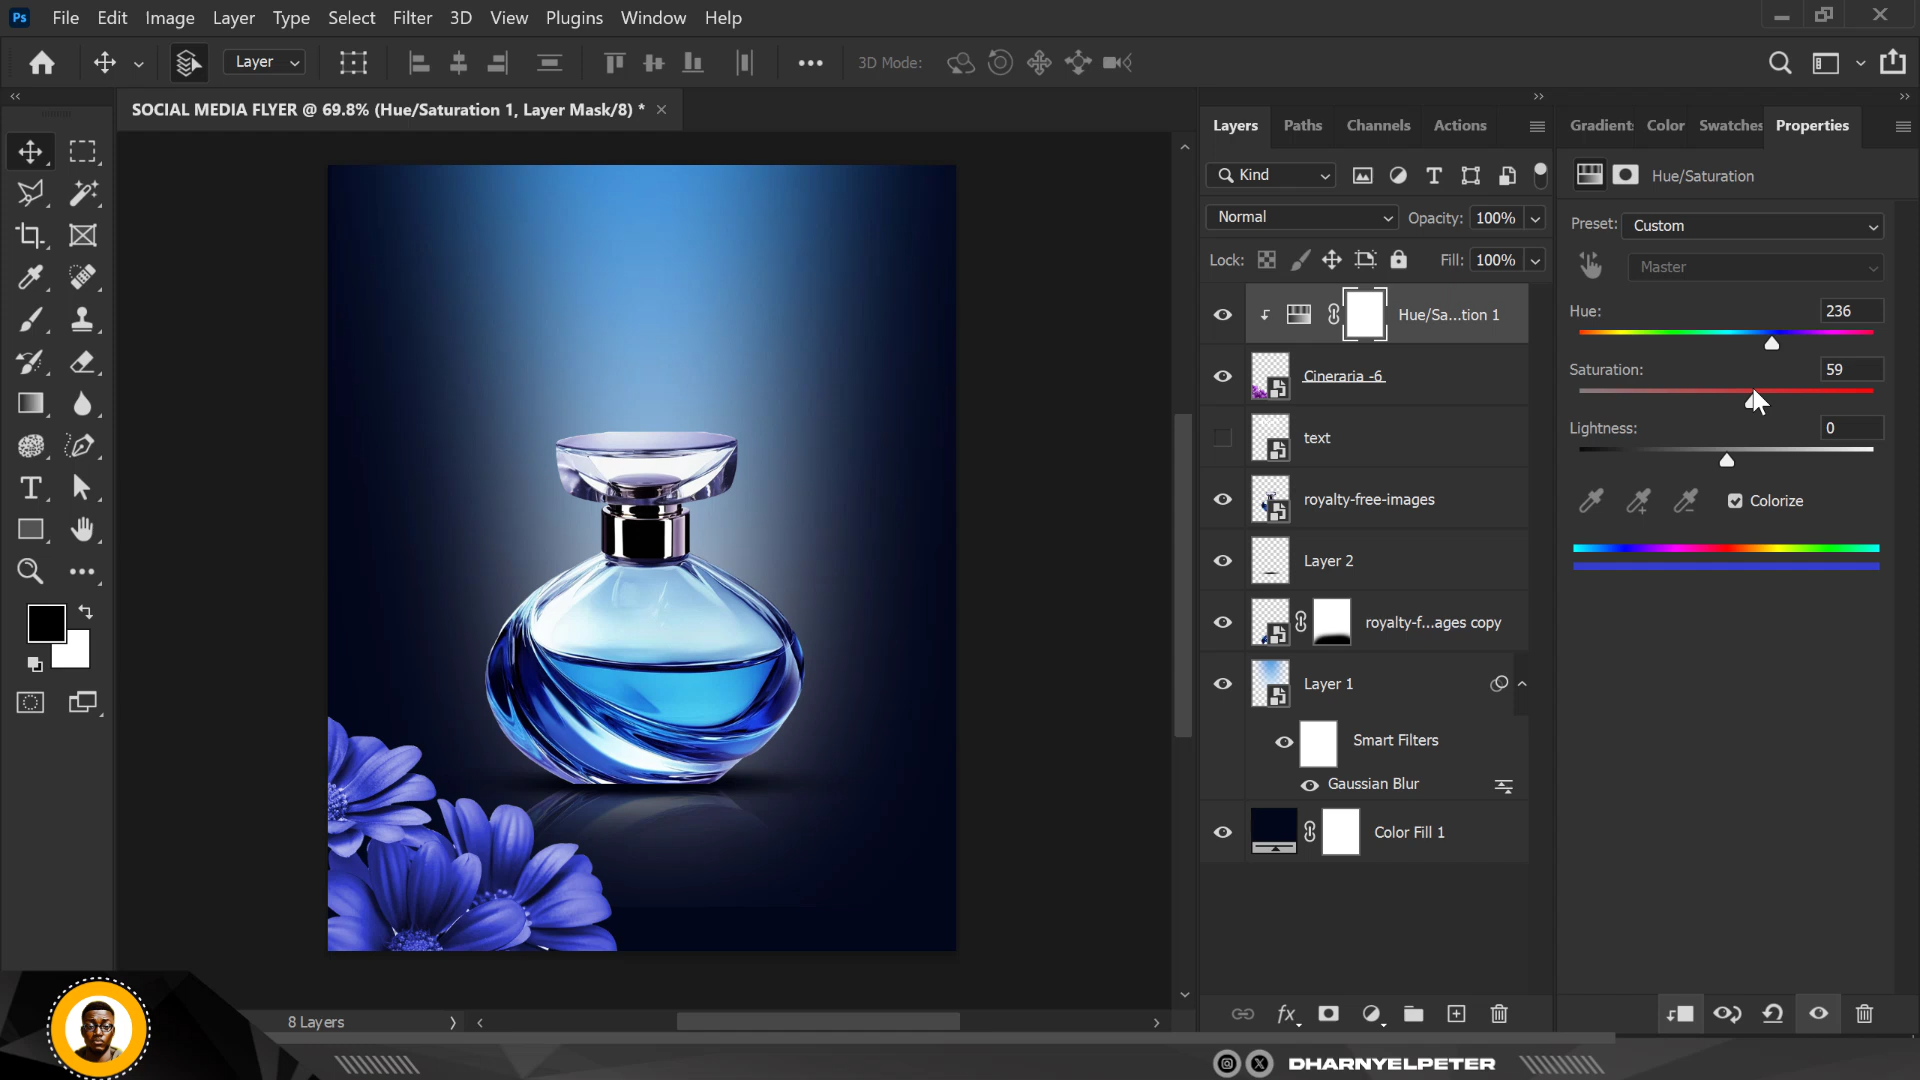 Ps File Edit Image Layer Type Select Filter 3D View Plugins Window Help
Layer 3D Mode:
SOCIAL MEDIA FLYER @ 69.8% (Hue/Saturation 1, Layer Mask/8) *
Layers Paths Channels Actions
Gradient Color Swatches Properties
Kind
Hue/Saturation
Normal Opacity: 100%
Preset: Custom
Lock: Fill: 100%
Master
Hue: 236
Hue/Sa...tion 1
Saturation: 59
Cineraria -6
Lightness: 0
text
royalty-free-images
Colorize
Layer 2
royalty-f...ages copy
Layer 1
Smart Filters
Gaussian Blur
Color Fill 1
8 Layers
DHARNYELPETER